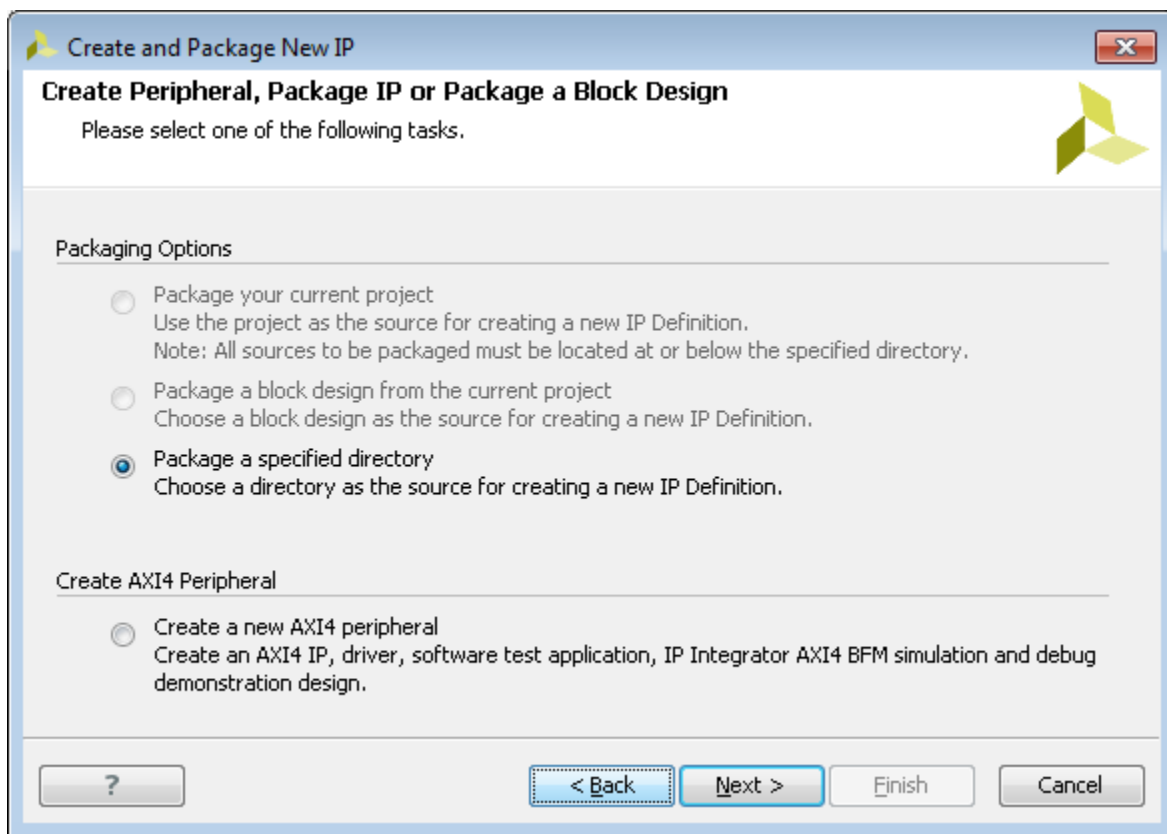 Create and Package New IP
Create Peripheral, Package IP or Package a Block Design
Please select one of the following tasks.
Packaging Options
Package your current project
Use the project as the source for creating a new IP Definition.
Note: All sources to be packaged must be located at or below the specified directory.
Package a block design from the current project
Choose a block design as the source for creating a new IP Definition.
Package a specified directory
Choose a directory as the source for creating a new IP Definition.
Create AXI4 Peripheral
Create a new AXI4 peripheral
Create an AXI4 IP, driver, software test application, IP Integrator AXI4 BFM simulation and debug
demonstration design.
? < Back Next > Finish Cancel